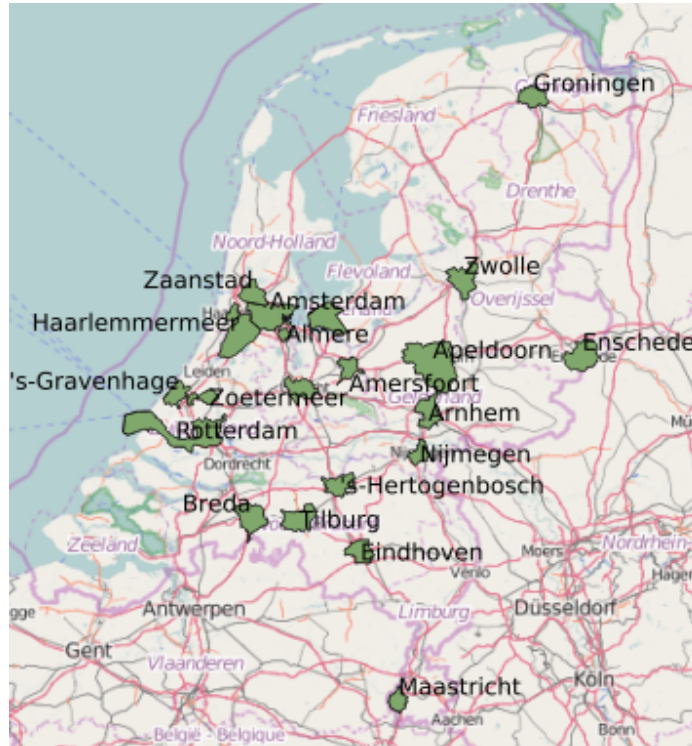 Groningen
Friesland
Drenthe
Noord-Holland
Zwolle
Flevoland
Zaanstad
Overijssel
Amsterdam
Haarlemmermeer
Almere
Enschede
Apeldoorn
Leiden
's-Gravenhage
Amersfoort
Zoetermeer
Arnhem
Rotterdam
Nijmegen
Dordrecht
's-Hertogenbosch
Breda
Tilburg
Zeeland
Eindhoven
Moers
Nordrhein-
Venlo
Hagen
Antwerpen
Limburg
Düsseldorf
Gent
Vlaanderen
Köln
Maastricht
Aachen
België - Belgique
Bonn